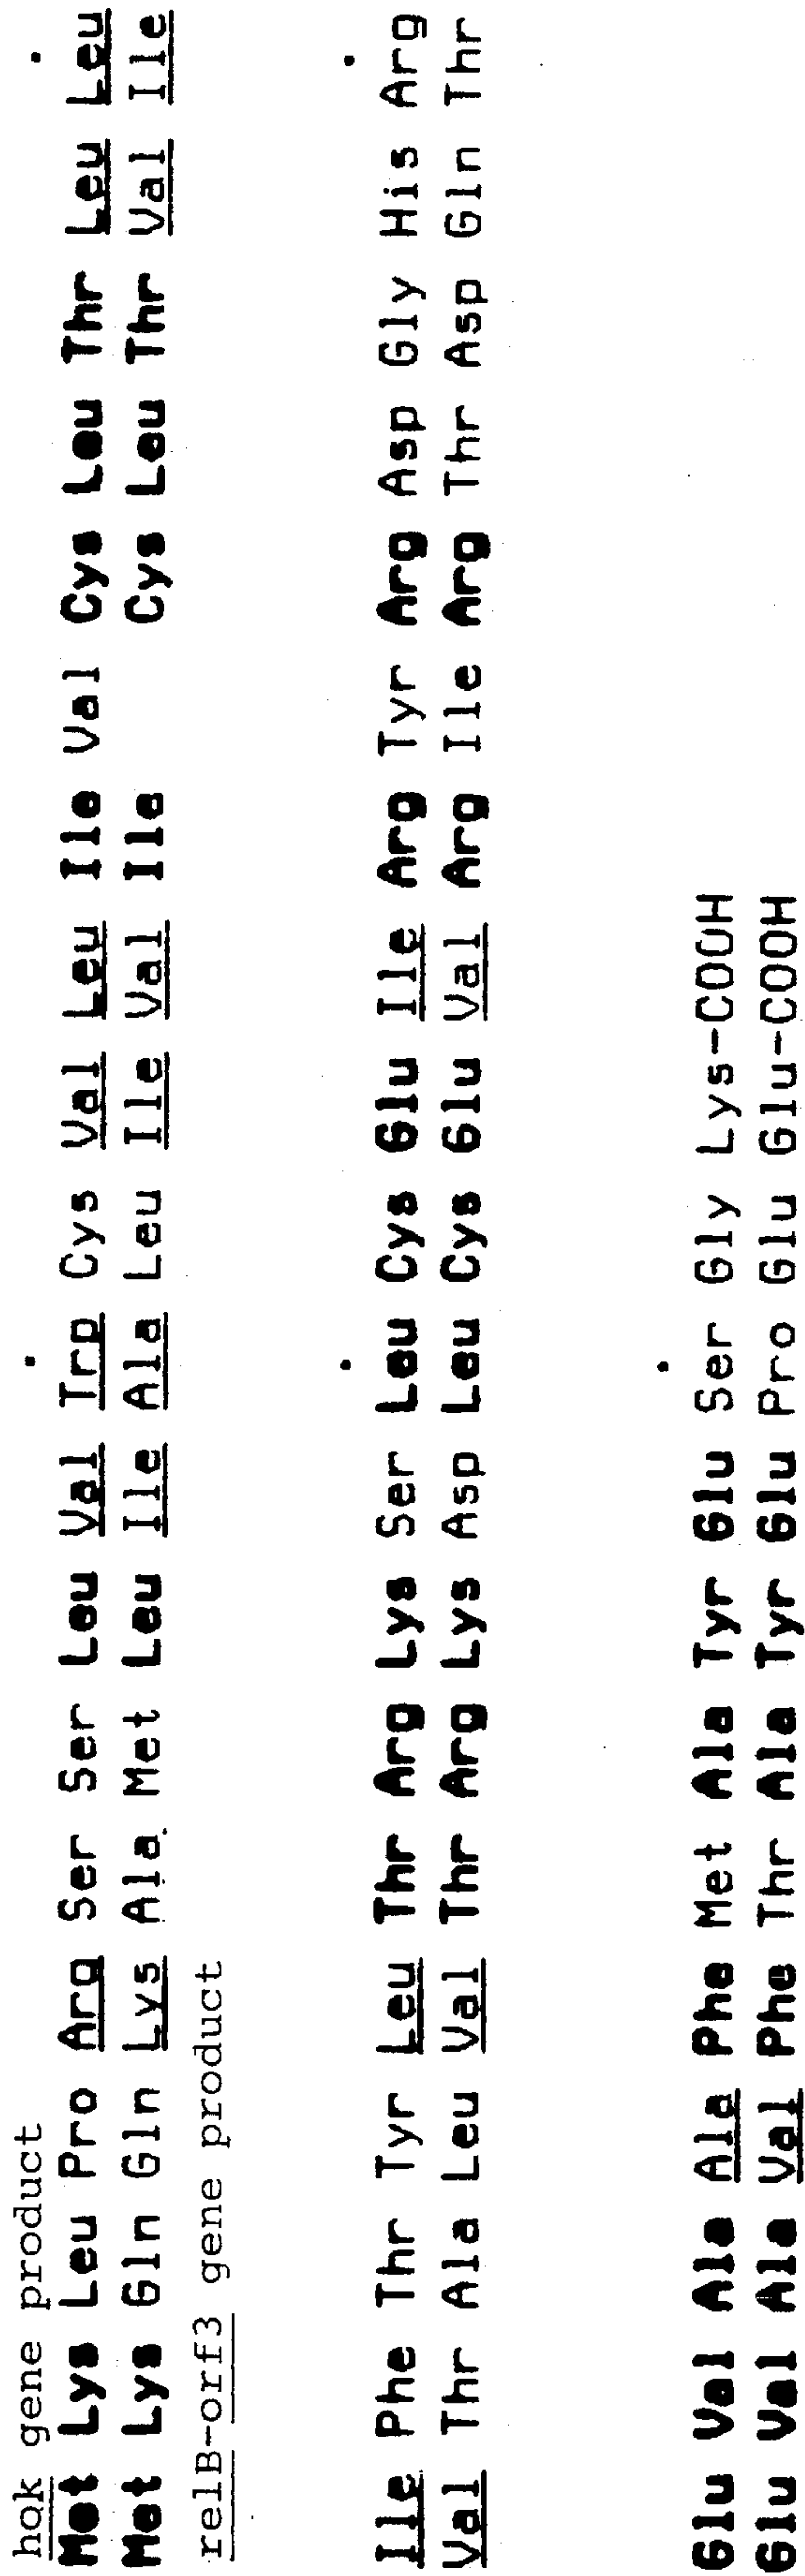 hok gene product
Met Lys Leu Pro Arg Ser Ser Leu Val Trp Cys Val Leu Ile Val Cys Leu Thr Leu Leu
Met Lys Gln Gln Lys Ala Met Leu Ile Ala Leu Ile Val Ile Cys Leu Thr Val Ile
relB-orf3 gene product
Ile Phe Thr Tyr Leu Thr Arg Lys Ser Leu Cys Glu Ile Arg Tyr Arg Asp Gly His Arg
Val Thr Ala Leu Val Thr Arg Lys Asp Leu Cys Glu Val Arg Ile Arg Thr Asp Gln Thr
Glu Val Ala Ala Phe Met Ala Tyr Glu Ser Gly Lys-COOH
Glu Val Ala Val Phe Thr Ala Tyr Glu Pro Glu Glu-COOH